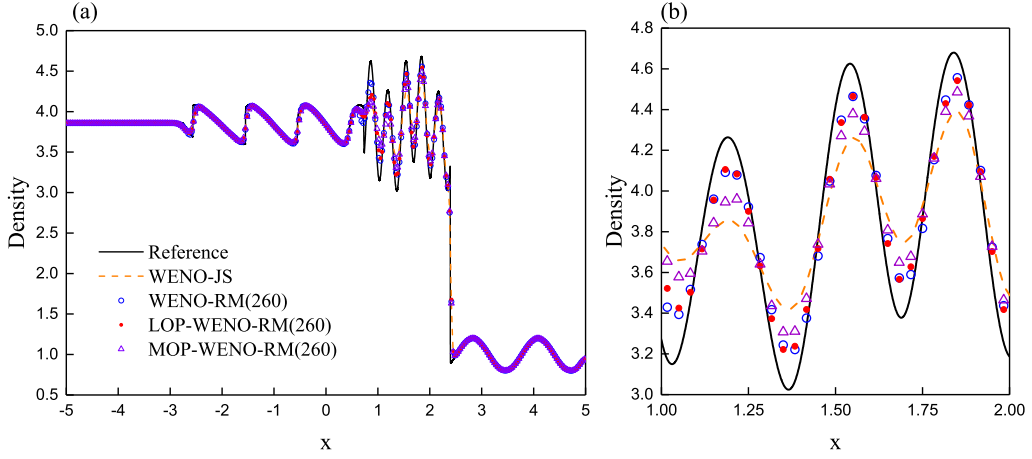 (a)
5.0
4.5
4.0
3.5
3.0
2.5
2.0
1.5
1.0
0.5
Density
Reference
WENO-JS
WENO-RM(260)
LOP-WENO-RM(260)
MOP-WENO-RM(260)
-5 -4 -3 -2 -1 0 1 2 3 4 5
x
(b)
4.8
4.6
4.4
4.2
4.0
3.8
3.6
3.4
3.2
3.0
Density
1.00 1.25 1.50 1.75 2.00
x